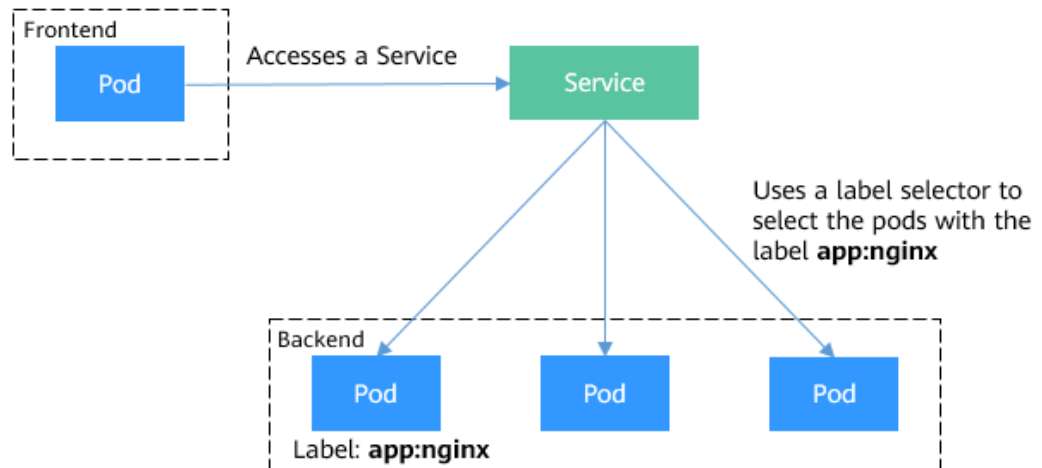 Frontend
Pod
Accesses a Service
Service
Uses a label selector to
select the pods with the
label app:nginx
Backend
Pod
Pod
Pod
Label: app:nginx